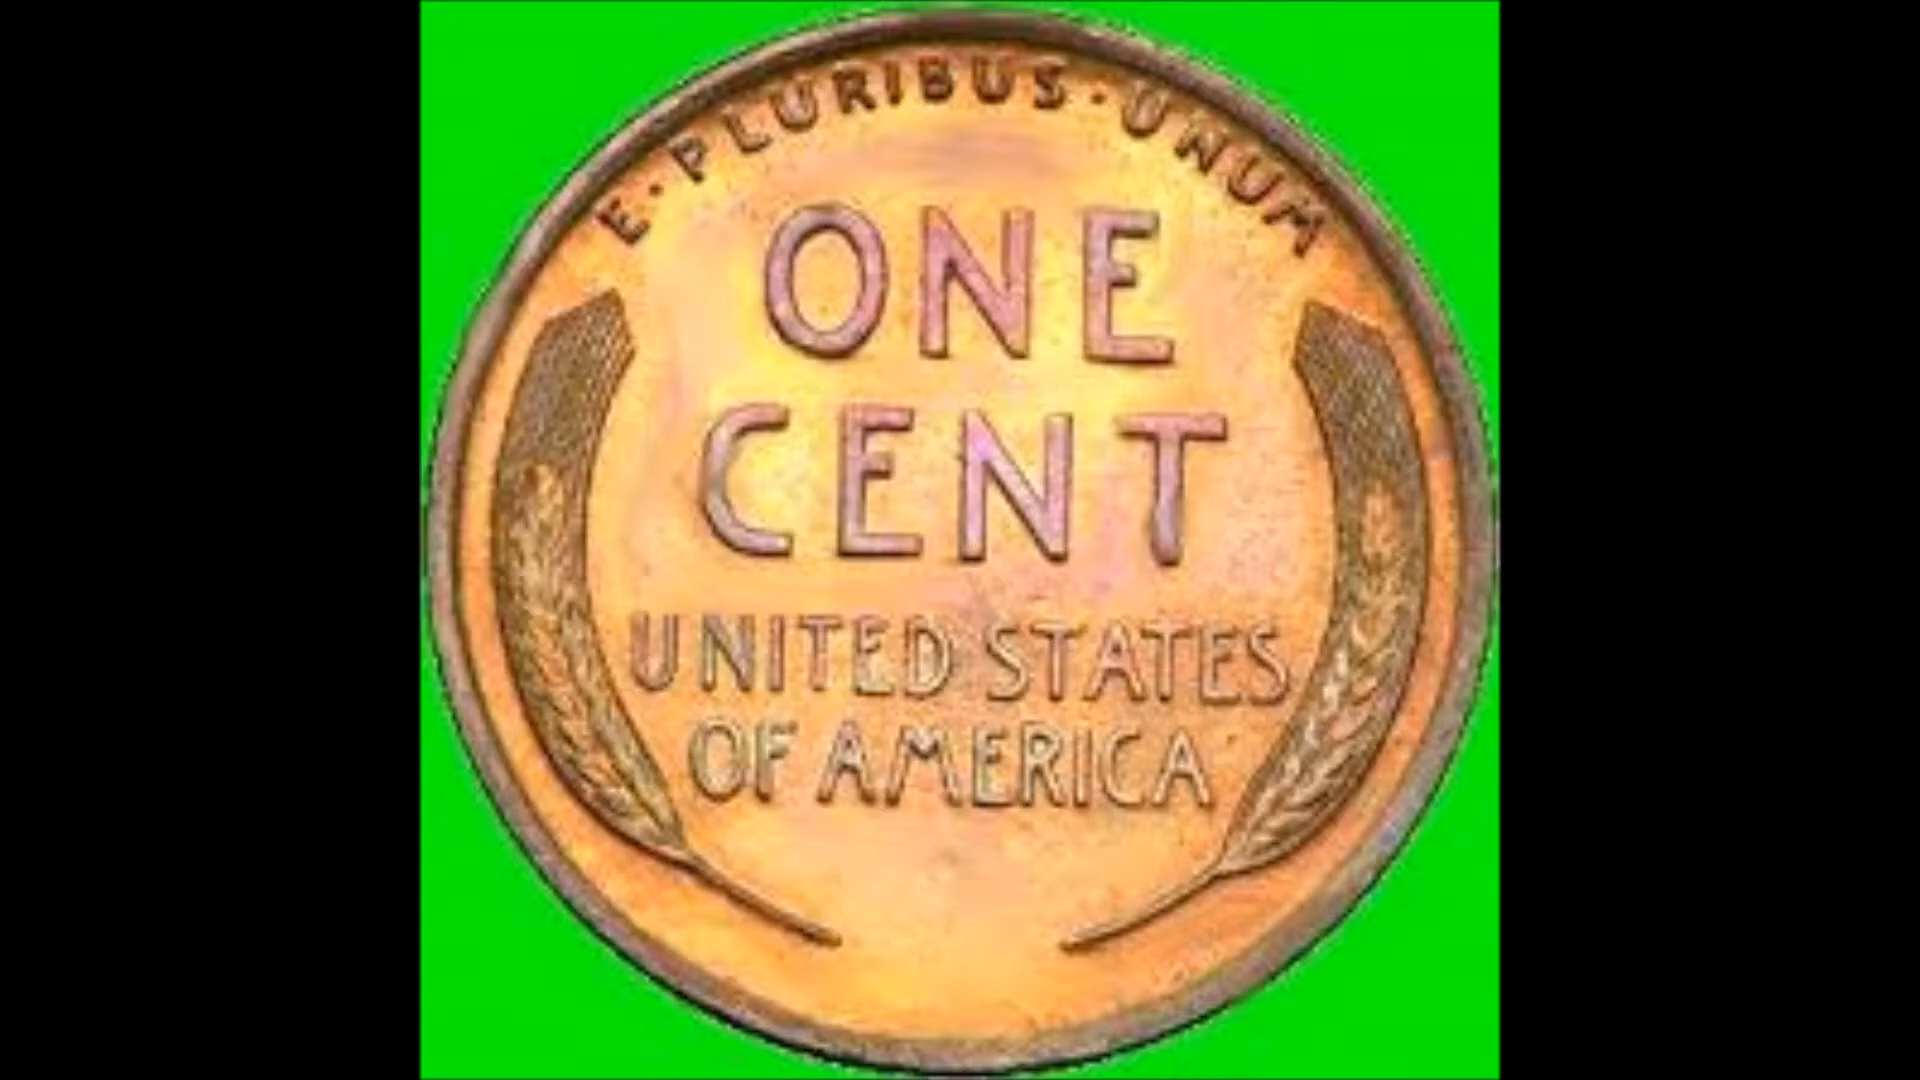 E·PLURIBUS·UNUM
ONE
CENT
UNITED STATES
OF AMERICA